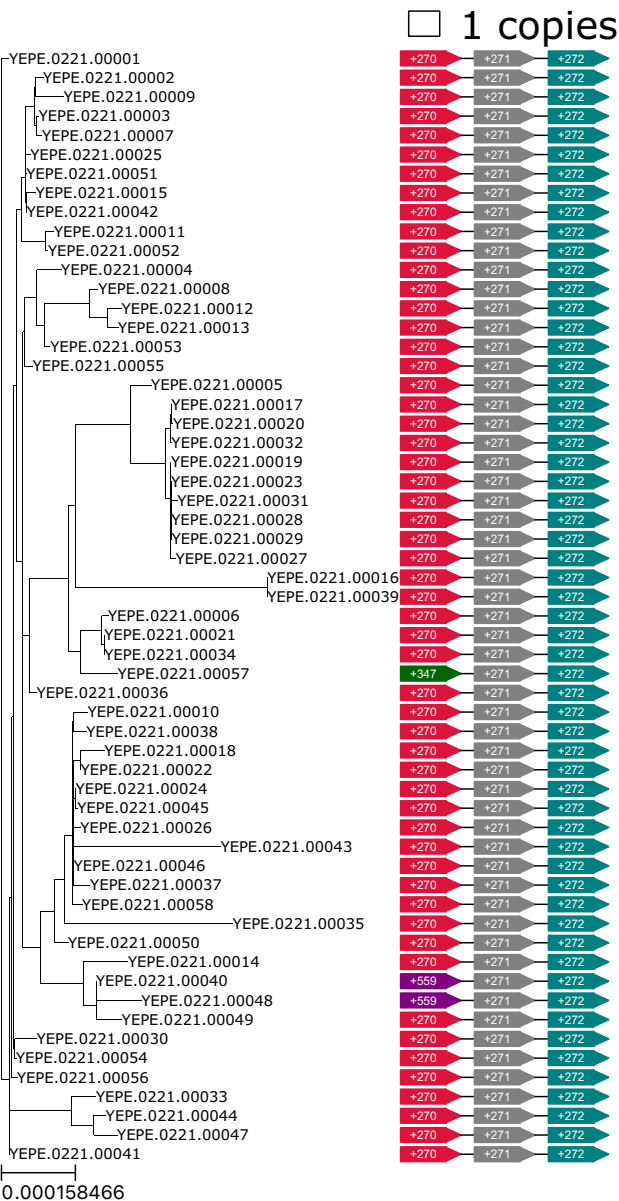 1 copies
YEPE.0221.00001 +270 +271 +272
YEPE.0221.00002 +270 +271 +272
YEPE.0221.00009 +270 +271 +272
YEPE.0221.00003 +270 +271 +272
YEPE.0221.00007 +270 +271 +272
YEPE.0221.00025 +270 +271 +272
YEPE.0221.00051 +270 +271 +272
YEPE.0221.00015 +270 +271 +272
YEPE.0221.00042 +270 +271 +272
YEPE.0221.00011 +270 +271 +272
YEPE.0221.00052 +270 +271 +272
YEPE.0221.00004 +270 +271 +272
YEPE.0221.00008 +270 +271 +272
YEPE.0221.00012 +270 +271 +272
YEPE.0221.00013 +270 +271 +272
YEPE.0221.00053 +270 +271 +272
YEPE.0221.00055 +270 +271 +272
YEPE.0221.00005 +270 +271 +272
YEPE.0221.00017 +270 +271 +272
YEPE.0221.00020 +270 +271 +272
YEPE.0221.00032 +270 +271 +272
YEPE.0221.00019 +270 +271 +272
YEPE.0221.00023 +270 +271 +272
YEPE.0221.00031 +270 +271 +272
YEPE.0221.00028 +270 +271 +272
YEPE.0221.00029 +270 +271 +272
YEPE.0221.00027 +270 +271 +272
YEPE.0221.00016 +270 +271 +272
YEPE.0221.00039 +270 +271 +272
YEPE.0221.00006 +270 +271 +272
YEPE.0221.00021 +270 +271 +272
YEPE.0221.00034 +270 +271 +272
YEPE.0221.00057 +347 +271 +272
YEPE.0221.00036 +270 +271 +272
YEPE.0221.00010 +270 +271 +272
YEPE.0221.00038 +270 +271 +272
YEPE.0221.00018 +270 +271 +272
YEPE.0221.00022 +270 +271 +272
YEPE.0221.00024 +270 +271 +272
YEPE.0221.00045 +270 +271 +272
YEPE.0221.00026 +270 +271 +272
YEPE.0221.00043 +270 +271 +272
YEPE.0221.00046 +270 +271 +272
YEPE.0221.00037 +270 +271 +272
YEPE.0221.00058 +270 +271 +272
YEPE.0221.00035 +270 +271 +272
YEPE.0221.00050 +270 +271 +272
YEPE.0221.00014 +270 +271 +272
YEPE.0221.00040 +559 +271 +272
YEPE.0221.00048 +559 +271 +272
YEPE.0221.00049 +270 +271 +272
YEPE.0221.00030 +270 +271 +272
YEPE.0221.00054 +270 +271 +272
YEPE.0221.00056 +270 +271 +272
YEPE.0221.00033 +270 +271 +272
YEPE.0221.00044 +270 +271 +272
YEPE.0221.00047 +270 +271 +272
YEPE.0221.00041 +270 +271 +272
0.000158466